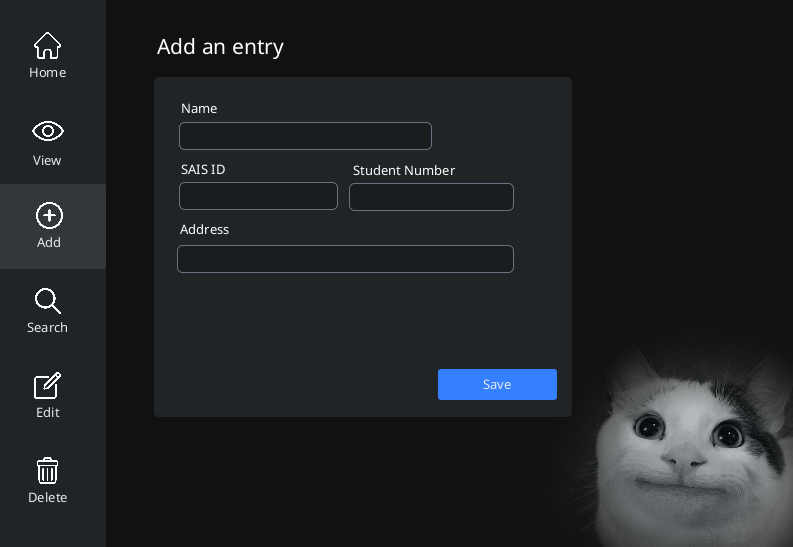 Home
View
Add
Search
Edit
Delete
Add an entry
Name
SAIS ID
Student Number
Address
Save